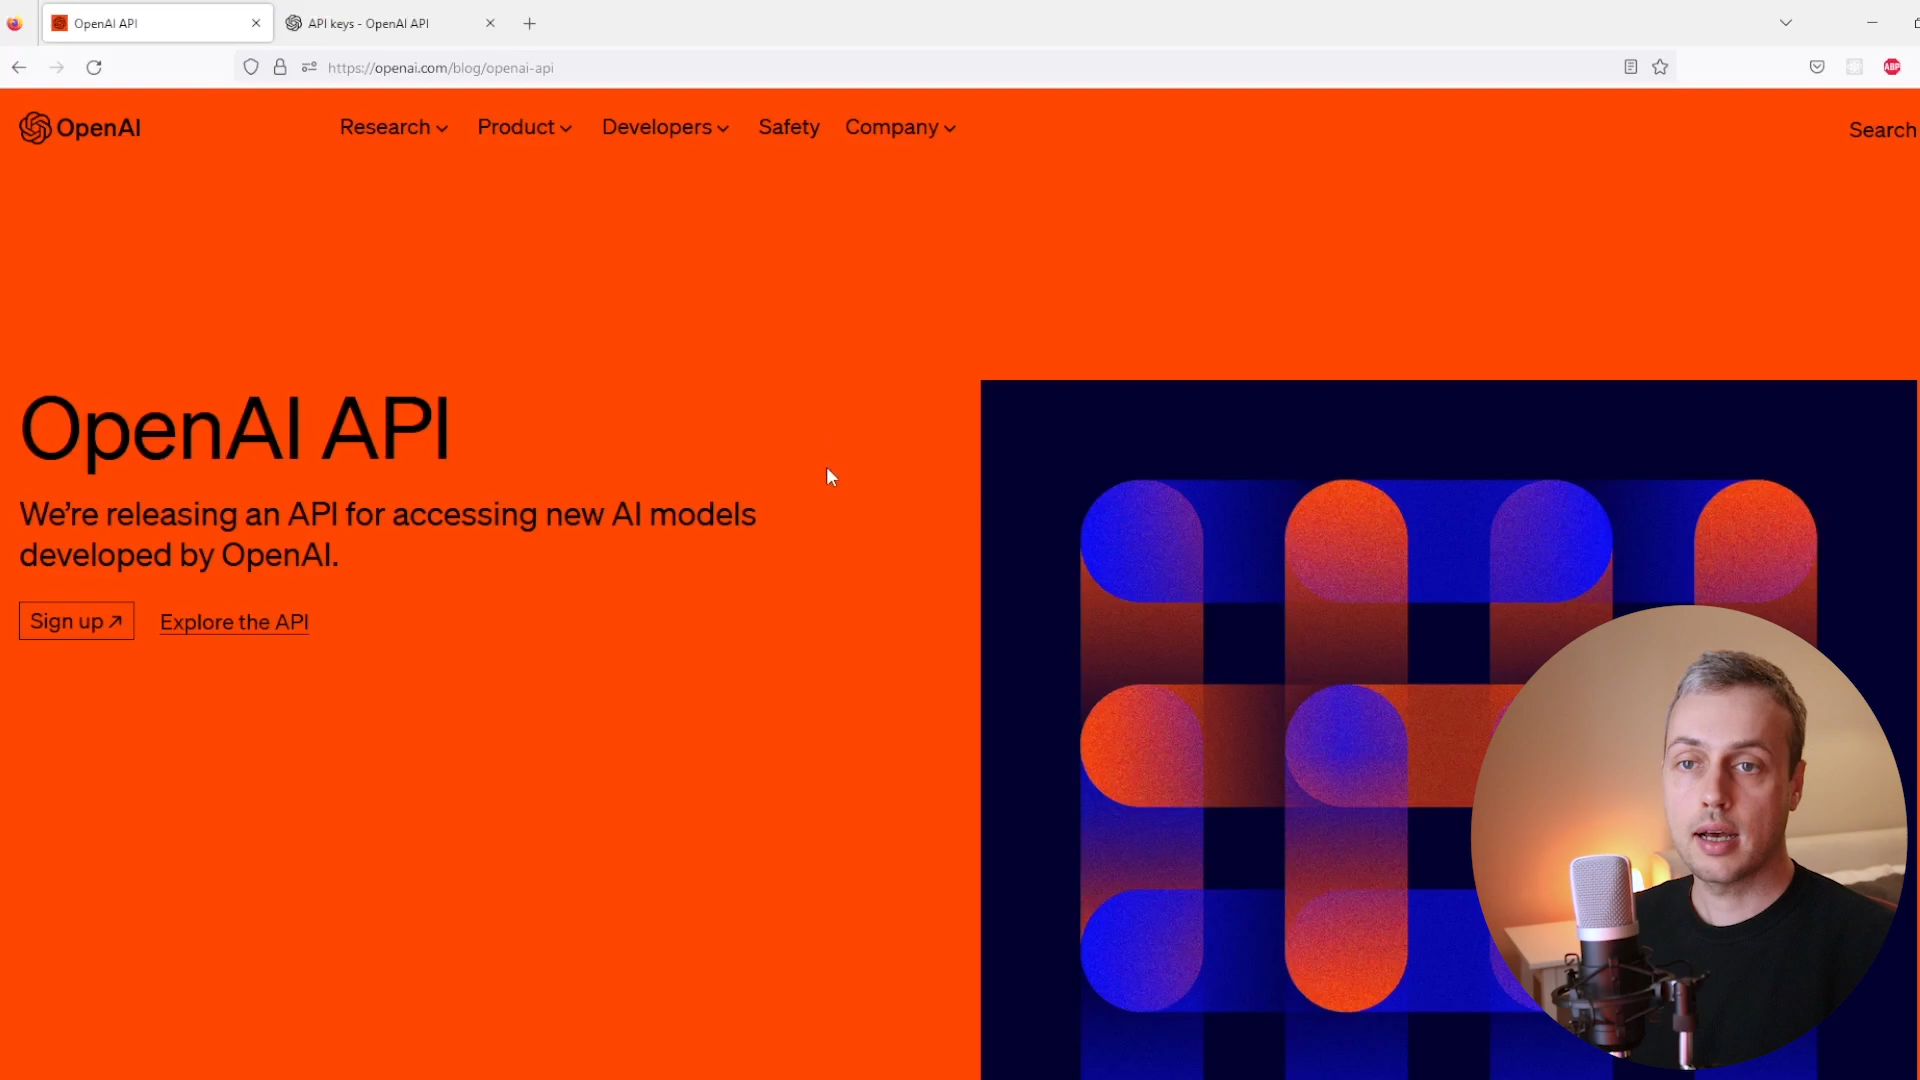 OpenAI API
API keys - OpenAI API
https://openai.com/blog/openai-api
ABP
OpenAI
Research
Product
Developers
Safety
Company
Search
OpenAI API
We're releasing an API for accessing new AI models
developed by OpenAI.
Sign up ↗
Explore the API